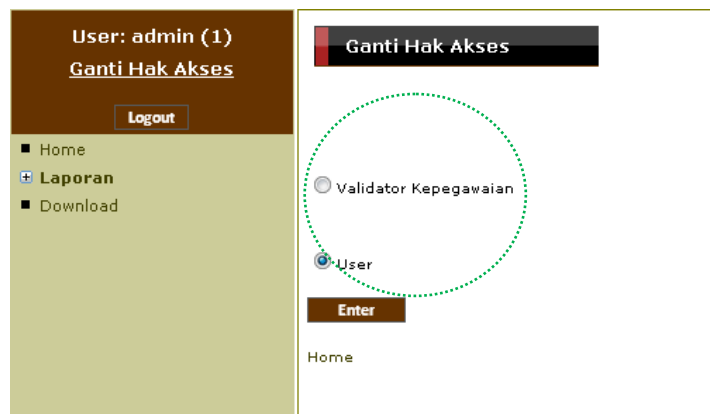 User: admin (1)
Ganti Hak Akses
Logout
Home
Laporan
Download
Ganti Hak Akses
Validator Kepegawaian
User
Enter
Home